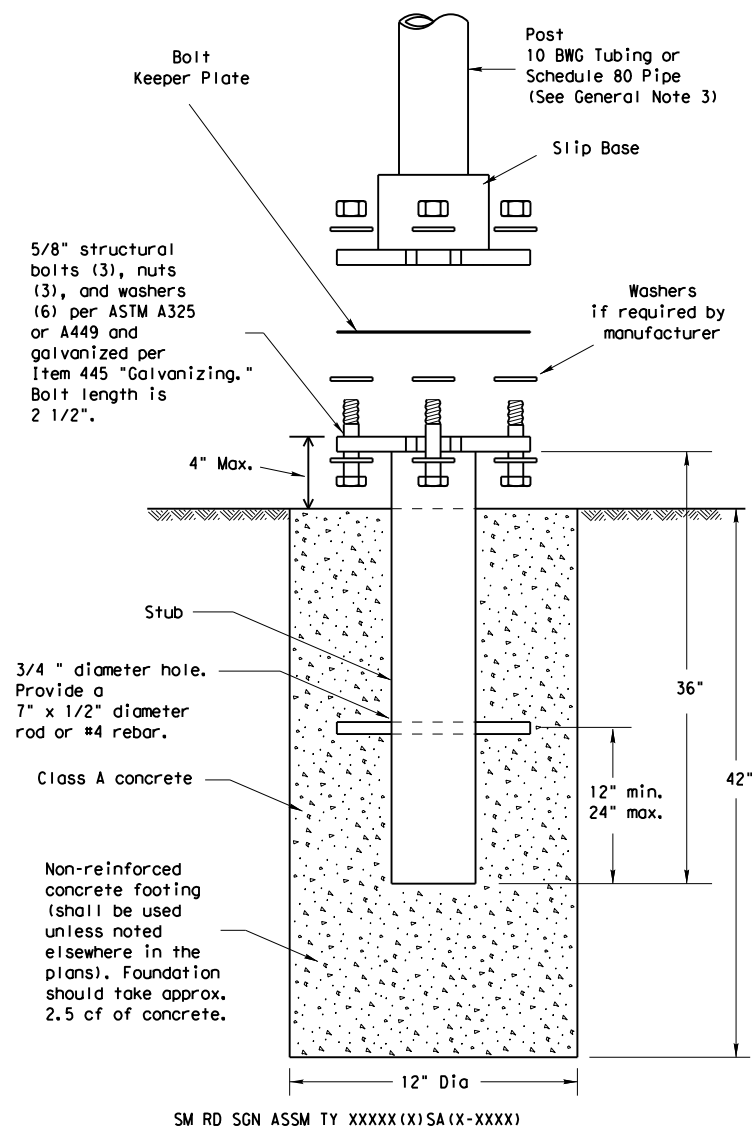 Bolt
Keeper Plate
Post
10 BWG Tubing or
Schedule 80 Pipe
(See General Note 3)
Slip Base
5/8" structural
bolts (3), nuts
(3), and washers
(6) per ASTM A325
or A449 and
galvanized per
Item 445 "Galvanizing."
Bolt length is
2 1/2".
Washers
if required by
manufacturer
4" Max.
Stub
3/4 " diameter hole.
Provide a
7" x 1/2" diameter
rod or #4 rebar.
36"
Class A concrete
12" min.
24" max.
42"
Non-reinforced
concrete footing
(shall be used
unless noted
elsewhere in the
plans). Foundation
should take approx.
2.5 cf of concrete.
12" Dia
SM RD SGN ASSM TY XXXXX(X)SA(X-XXXX)